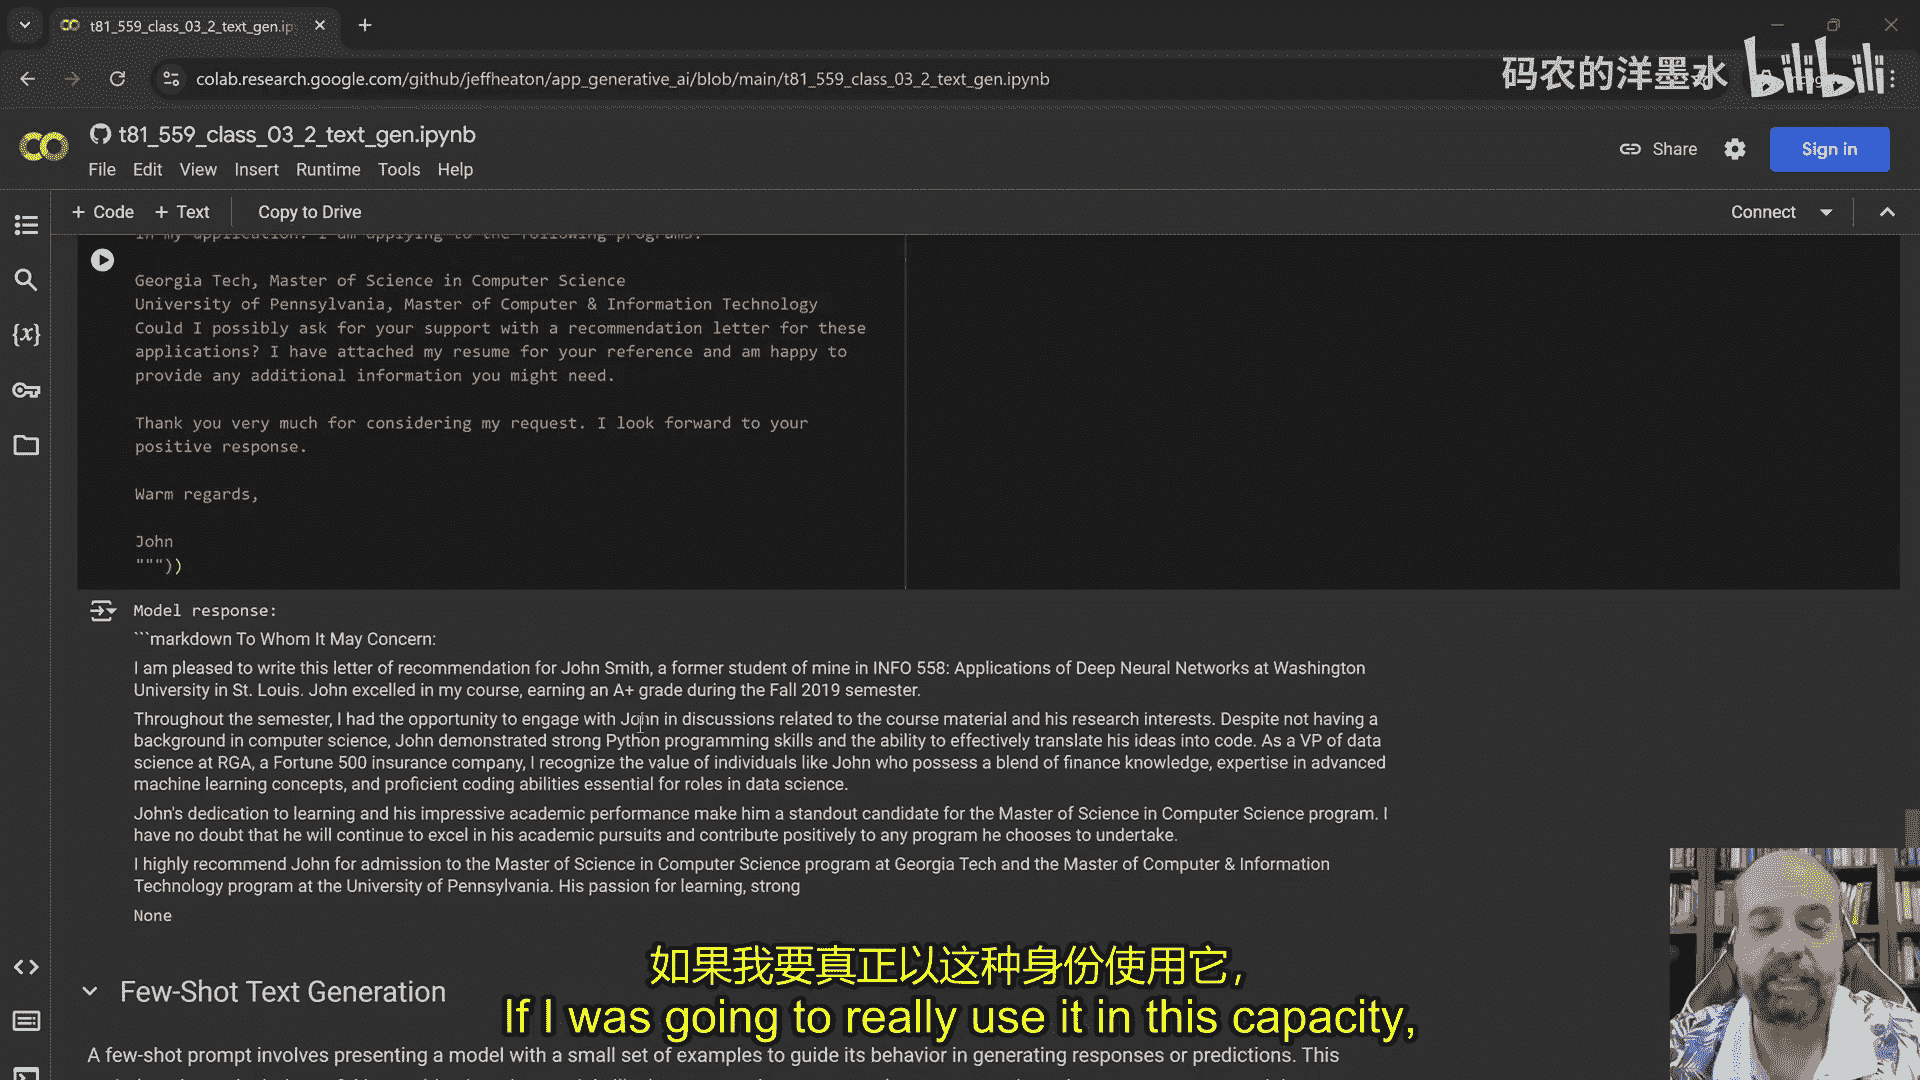 t81_559_class_03_2_text_gen.ip
colab.research.google.com/github/jeffheaton/app_generative_ai/blob/main/t81_559_class_03_2_text_gen.ipynb
码农的洋墨水 bilibili
t81_559_class_03_2_text_gen.ipynb
File Edit View Insert Runtime Tools Help
Share
Sign in
+ Code + Text Copy to Drive
Connect
in my application. I am applying to the following programs:
Georgia Tech, Master of Science in Computer Science
University of Pennsylvania, Master of Computer & Information Technology
Could I possibly ask for your support with a recommendation letter for these
applications? I have attached my resume for your reference and am happy to
provide any additional information you might need.
Thank you very much for considering my request. I look forward to your
positive response.
Warm regards,
John
"""))
Model response:
```markdown To Whom It May Concern:
I am pleased to write this letter of recommendation for John Smith, a former student of mine in INFO 558: Applications of Deep Neural Networks at Washington
University in St. Louis. John excelled in my course, earning an A+ grade during the Fall 2019 semester.
Throughout the semester, I had the opportunity to engage with John in discussions related to the course material and his research interests. Despite not having a
background in computer science, John demonstrated strong Python programming skills and the ability to effectively translate his ideas into code. As a VP of data
science at RGA, a Fortune 500 insurance company, I recognize the value of individuals like John who possess a blend of finance knowledge, expertise in advanced
machine learning concepts, and proficient coding abilities essential for roles in data science.
John's dedication to learning and his impressive academic performance make him a standout candidate for the Master of Science in Computer Science program. I
have no doubt that he will continue to excel in his academic pursuits and contribute positively to any program he chooses to undertake.
I highly recommend John for admission to the Master of Science in Computer Science program at Georgia Tech and the Master of Computer & Information
Technology program at the University of Pennsylvania. His passion for learning, strong
None
如果我要真正以这种身份使用它，
Few-Shot Text Generation
If I was going to really use it in this capacity,
A few-shot prompt involves presenting a model with a small set of examples to guide its behavior in generating responses or predictions. This